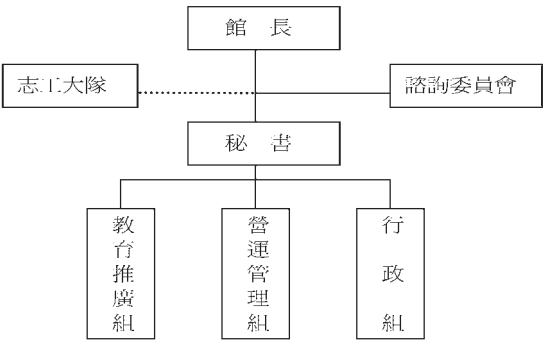 館 長
志工大隊
諮詢委員會
秘 書
教育推廣組
營運管理組
行政組